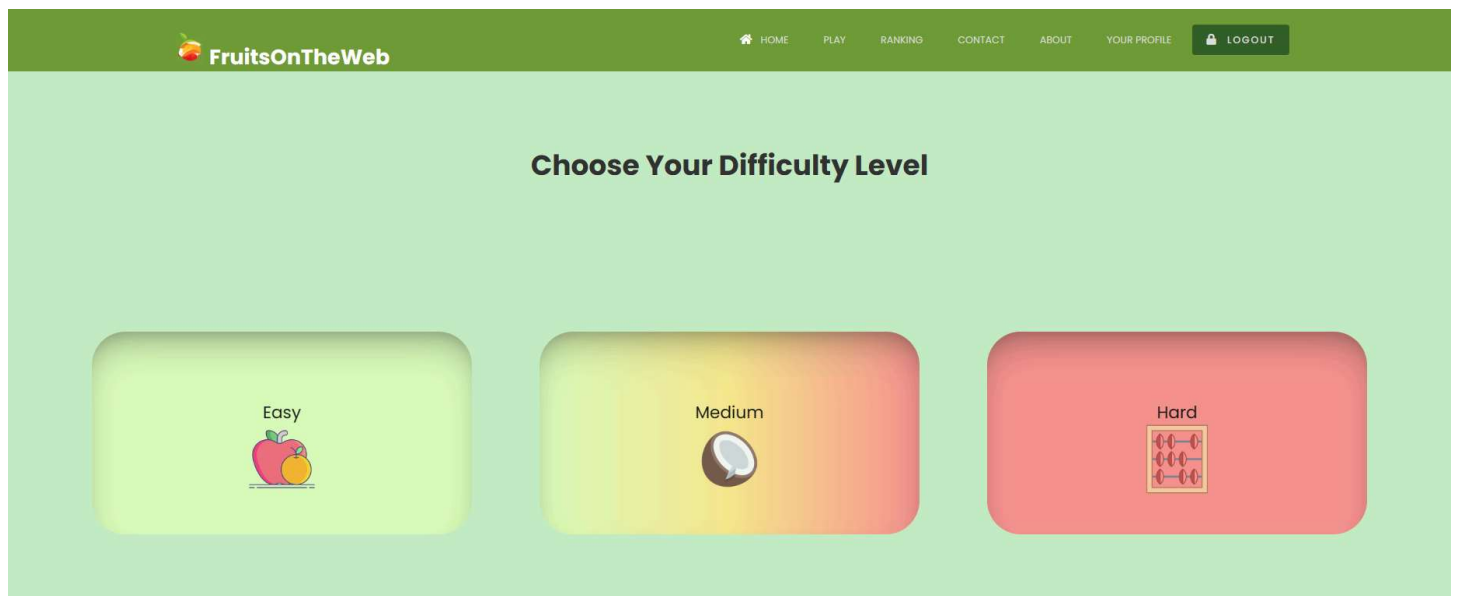 FruitsOnTheWeb
HOME PLAY RANKING CONTACT ABOUT YOUR PROFILE LOGOUT
Choose Your Difficulty Level
Easy
Medium
Hard